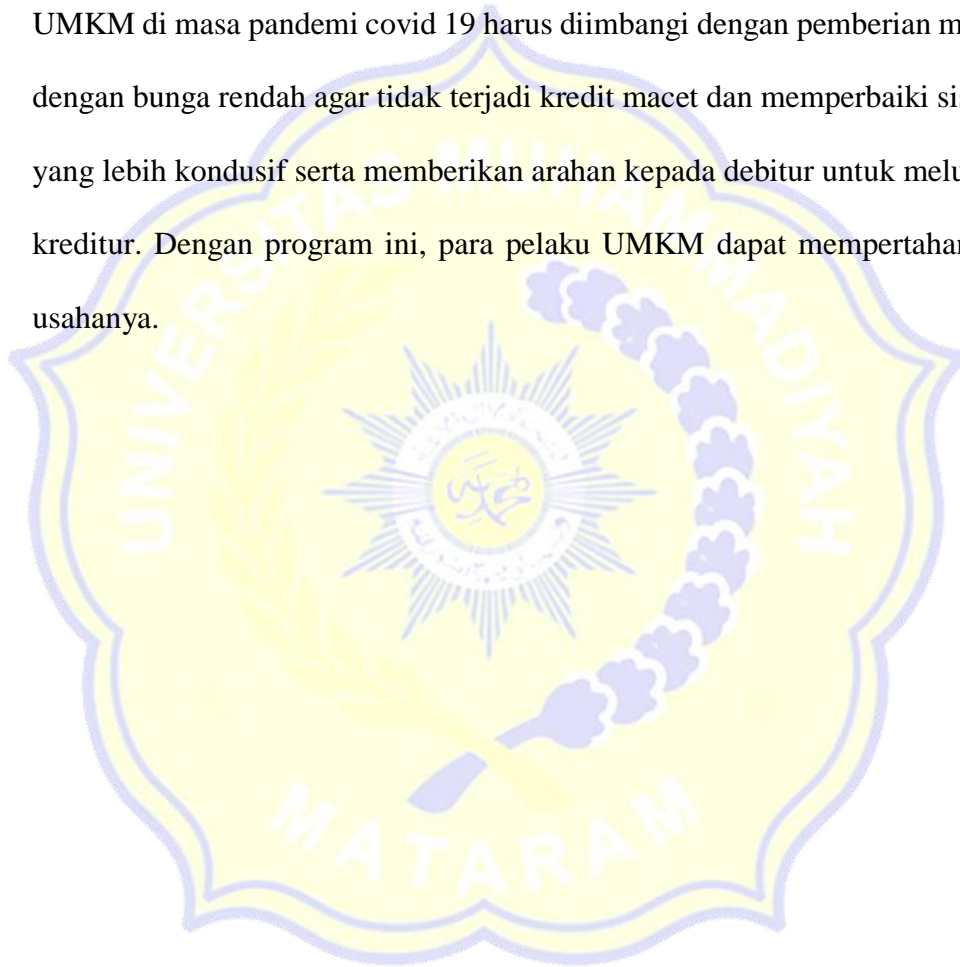 UMKM di masa pandemi covid 19 harus diimbangi dengan pemberian m
dengan bunga rendah agar tidak terjadi kredit macet dan memperbaiki sis
yang lebih kondusif serta memberikan arahan kepada debitur untuk melu
kreditur. Dengan program ini, para pelaku UMKM dapat mempertahan
usahanya.
UNIVERSITAS MUHAMMADIYAH
MATARAM